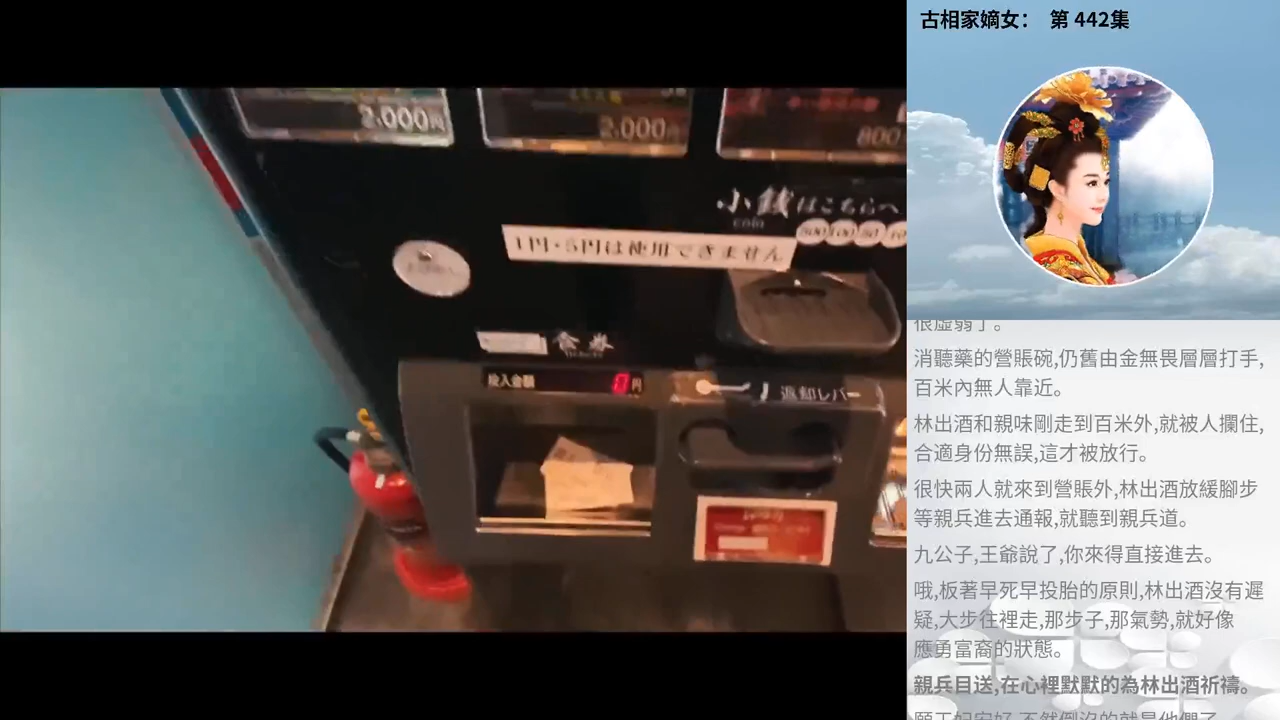 2,000円
2,000円
800
小銭はこちらへ
coin
500 100 50 10
1円・5円は使用できません
食券
投入金額
0円
返却レバー
古相家嫡女： 第 442集
很虛弱了。
消聽藥的營賬碗,仍舊由金無畏層層打手,
百米內無人靠近。
林出酒和親味剛走到百米外,就被人攔住,
合適身份無誤,這才被放行。
很快兩人就來到營賬外,林出酒放緩腳步
等親兵進去通報,就聽到親兵道。
九公子,王爺說了,你來得直接進去。
哦,板著早死早投胎的原則,林出酒沒有遲
疑,大步往裡走,那步子,那氣勢,就好像
應勇富裔的狀態。
親兵目送,在心裡默默的為林出酒祈禱。